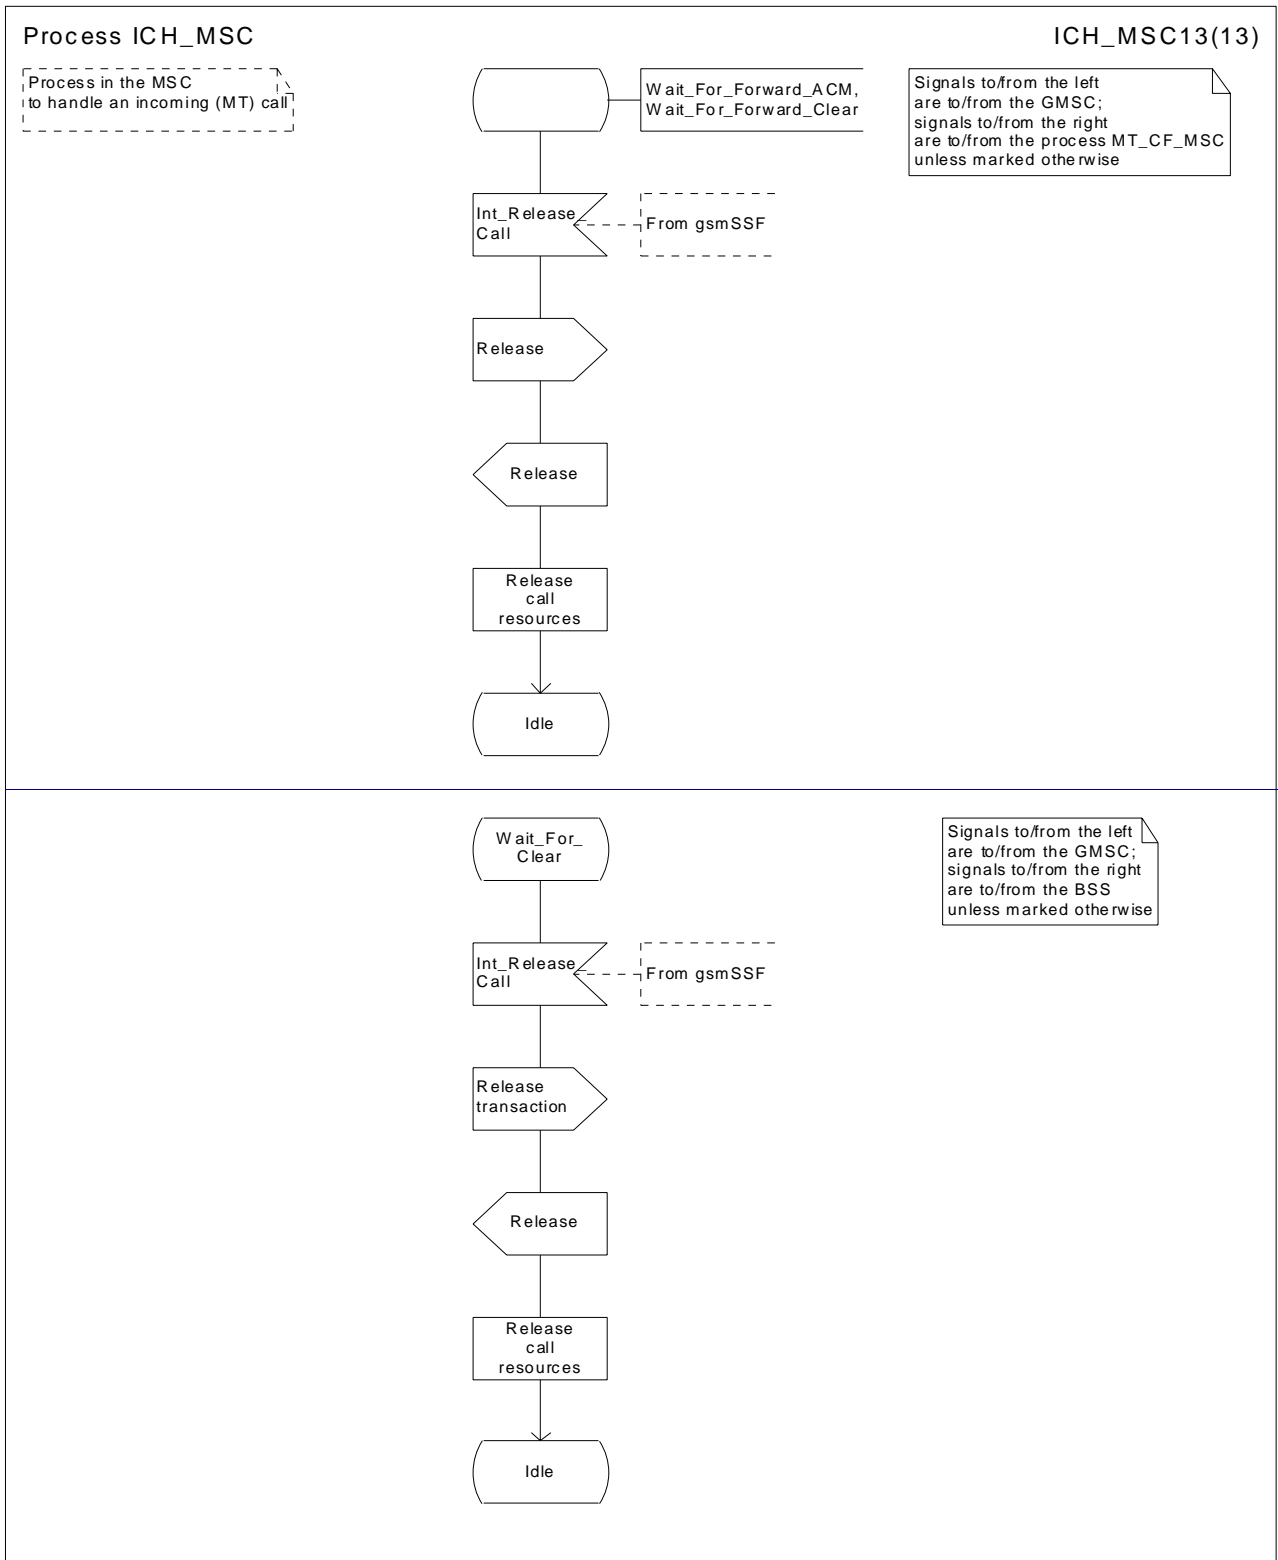 Process ICH_MSC
ICH_MSC13(13)
Process in the MSC
to handle an incoming (MT) call
Wait_For_Forward_ACM,
Wait_For_Forward_Clear
Signals to/from the left
are to/from the GMSC;
signals to/from the right
are to/from the process MT_CF_MSC
unless marked otherwise
Int_Release_
Call
From gsmSSF
Release
Release
Release
call
resources
Idle
Wait_For_
Clear
Signals to/from the left
are to/from the GMSC;
signals to/from the right
are to/from the BSS
unless marked otherwise
Int_Release_
Call
From gsmSSF
Release
transaction
Release
Release
call
resources
Idle